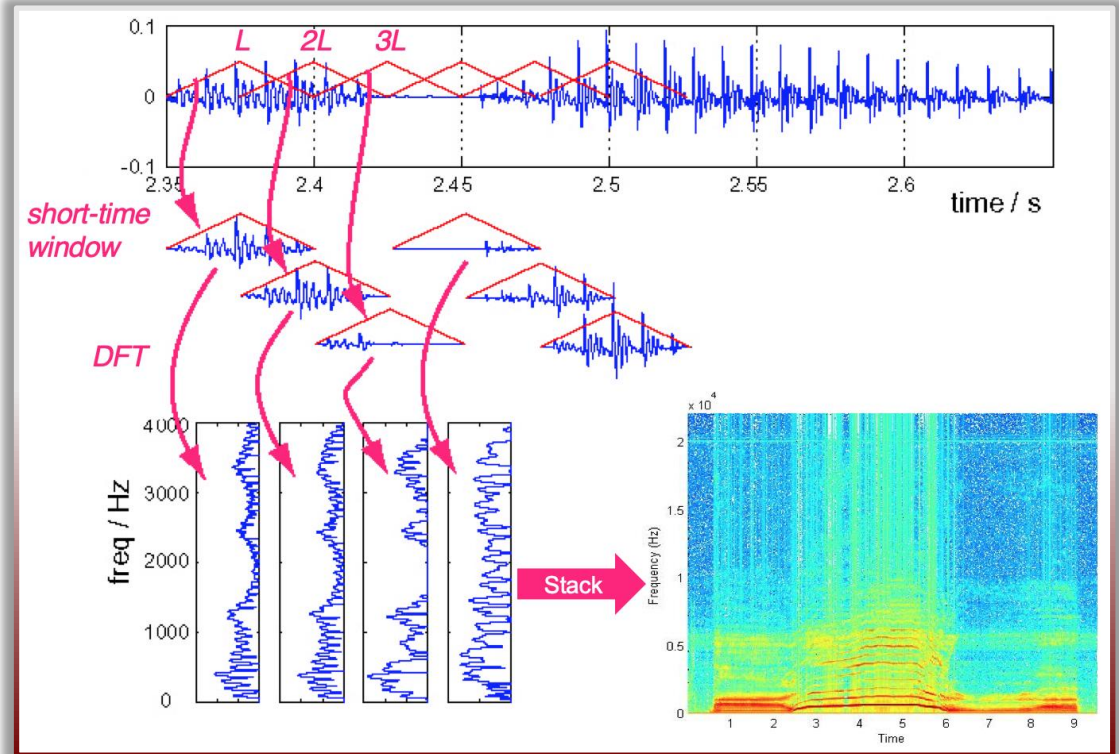 0.1
L 2L 3L
0
-0.1
2.35 2.4 2.45 2.5 2.55 2.6
time / s
short-time
window
DFT
freq / Hz
4000
3000
2000
1000
0
Stack
x 10
4
2
1.5
1
0.5
0
Frequency (Hz)
1 2 3 4 5 6 7 8 9
Time